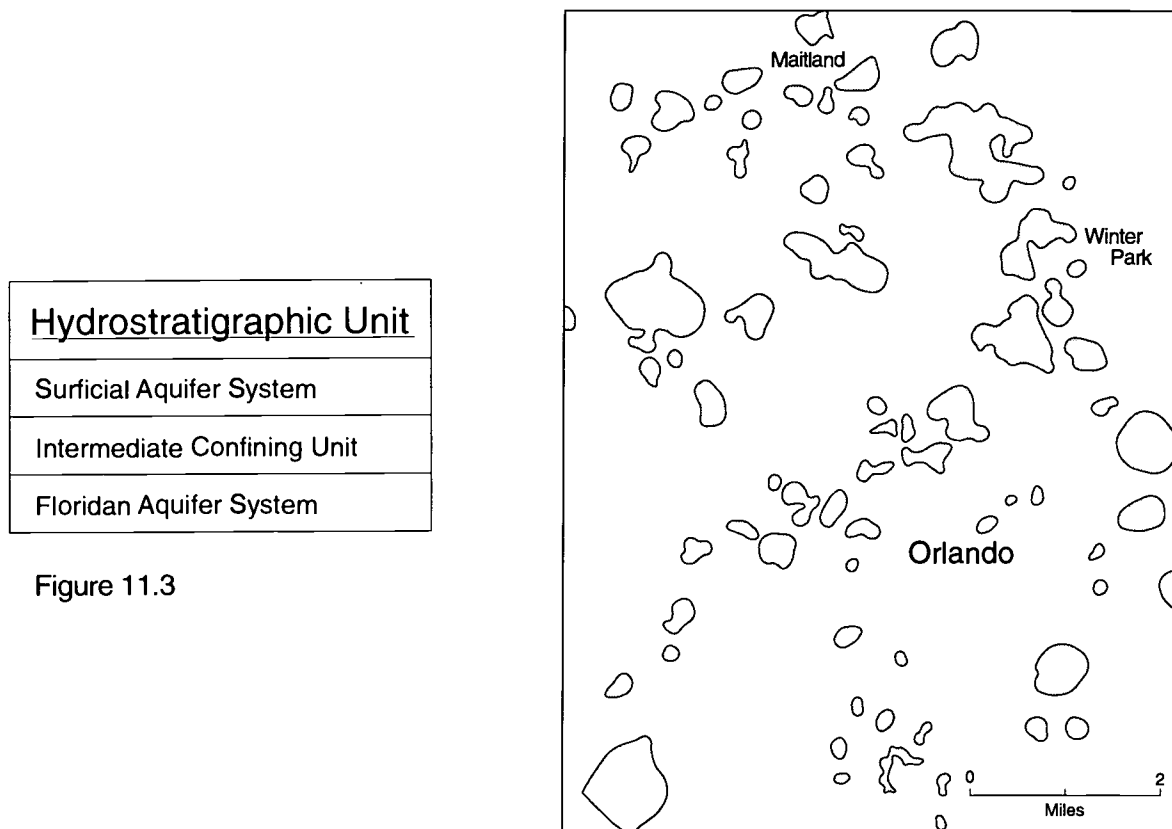 Hydrostratigraphic Unit
Surficial Aquifer System
Intermediate Confining Unit
Floridan Aquifer System
Figure 11.3
Maitland
Winter
Park
Orlando
0 2
Miles